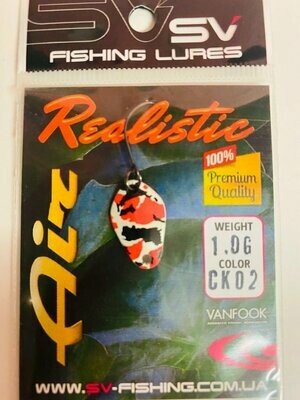 SV SV
FISHING LURES
Realistic
Air
100%
Premium
Quality
WEIGHT
1,0G
COLOR
CK02
VANFOOK
WWW.SV-FISHING.COM.UA